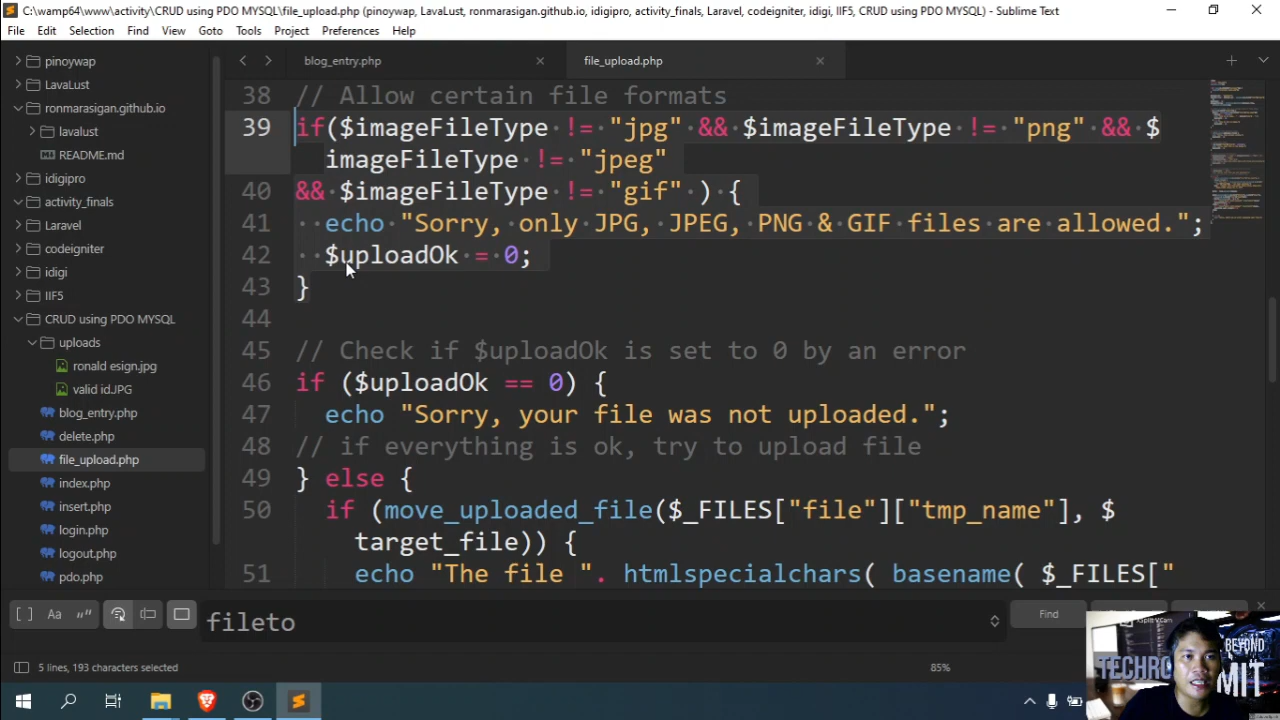 C:\wamp64\www\activity\CRUD using PDO MYSQL\file_upload.php (pinoywap, LavaLust, ronmarasigan.github.io, idigipro, activity_finals, Laravel, codeigniter, idigi, IIF5, CRUD using PDO MYSQL) - Sublime Text
File Edit Selection Find View Goto Tools Project Preferences Help
pinoywap
LavaLust
ronmarasigan.github.io
lavalust
README.md
idigipro
activity_finals
Laravel
codeigniter
idigi
IIF5
CRUD using PDO MYSQL
uploads
ronald esign.jpg
valid id.JPG
blog_entry.php
delete.php
file_upload.php
index.php
insert.php
login.php
logout.php
pdo.php
blog_entry.php
file_upload.php
38 // Allow certain file formats
39 if($imageFileType != "jpg" && $imageFileType != "png" && $
imageFileType != "jpeg"
40 && $imageFileType != "gif" ) {
41 echo "Sorry, only JPG, JPEG, PNG & GIF files are allowed.";
42 $uploadOk = 0;
43 }
44
45 // Check if $uploadOk is set to 0 by an error
46 if ($uploadOk == 0) {
47 echo "Sorry, your file was not uploaded.";
48 // if everything is ok, try to upload file
49 } else {
50 if (move_uploaded_file($_FILES["file"]["tmp_name"], $
target_file)) {
51 echo "The file ". htmlspecialchars( basename( $_FILES["
Aa
fileto
Find
XSplit VCam
BEYOND
TECHRO
MIT
5 lines, 193 characters selected
85%